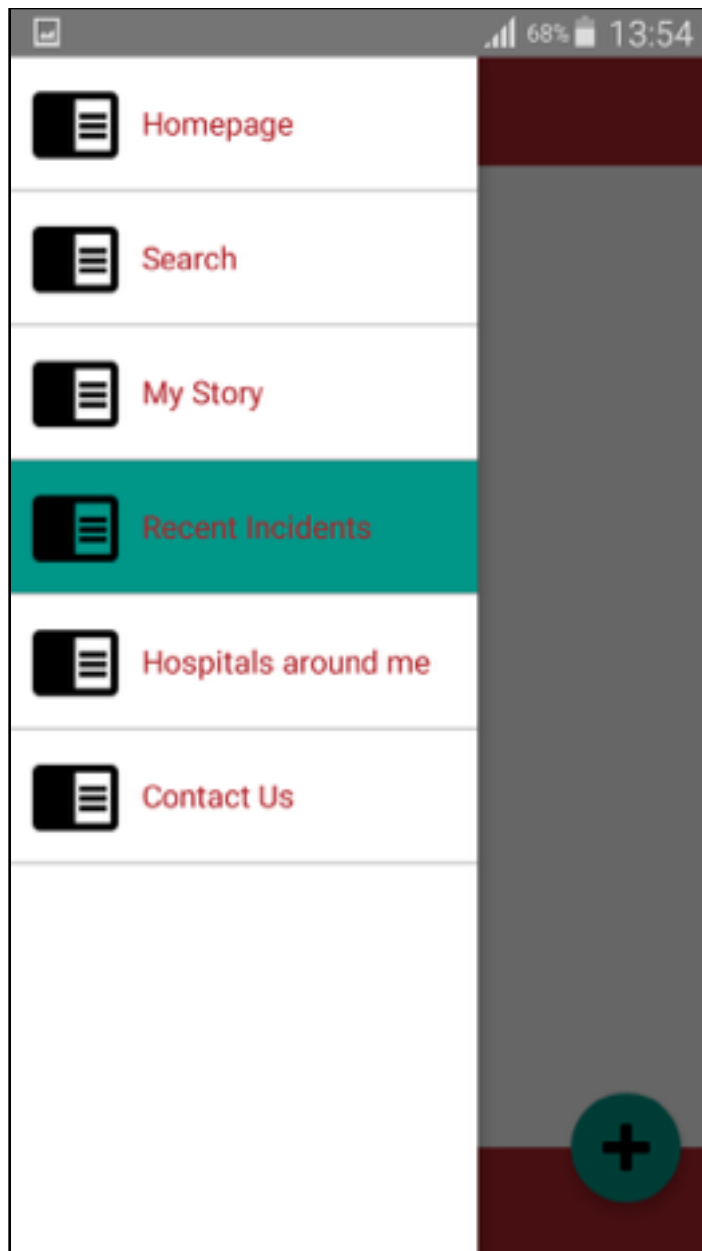 68% 13:54
Homepage
Search
My Story
Recent Incidents
Hospitals around me
Contact Us